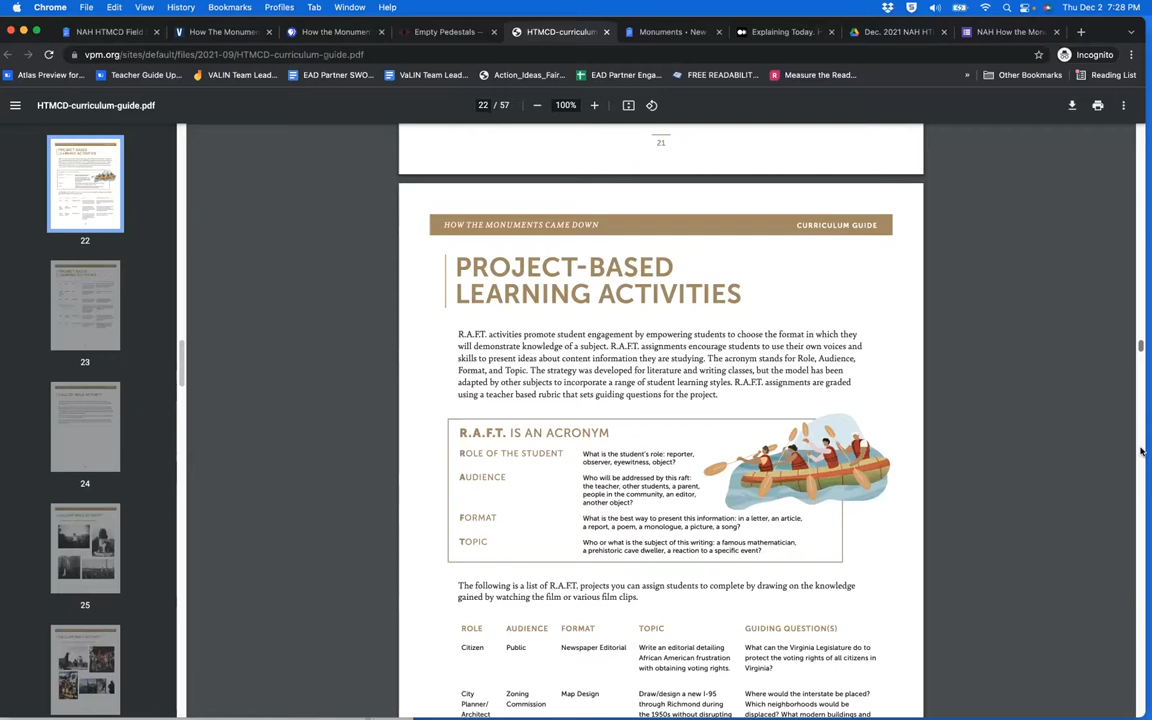 Chrome File Edit View History Bookmarks Profiles Tab Window Help Thu Dec 2 7:28 PM
NAH HTMCD Field How The Monumen How the Monumen Empty Pedestals — HTMCD-curriculum Monuments - New Explaining Today. H Dec. 2021 NAH HT NAH How the Mon
vpm.org/sites/default/files/2021-09/HTMCD-curriculum-guide.pdf Incognito
Atlas Preview for... Teacher Guide Up... VALIN Team Lead... EAD Partner SWO... VaLIN Team Lead... Action_Ideas_Fair... EAD Partner Enga... FREE READABILIT... Measure the Read... » Other Bookmarks Reading List
HTMCD-curriculum-guide.pdf 22 / 57 100%
22
23
24
25
21
HOW THE MONUMENTS CAME DOWN CURRICULUM GUIDE
PROJECT-BASED
LEARNING ACTIVITIES
R.A.F.T. activities promote student engagement by empowering students to choose the format in which they
will demonstrate knowledge of a subject. R.A.F.T. assignments encourage students to use their own voices and
skills to present ideas about content information they are studying. The acronym stands for Role, Audience,
Format, and Topic. The strategy was developed for literature and writing classes, but the model has been
adapted by other subjects to incorporate a range of student learning styles. R.A.F.T. assignments are graded
using a teacher based rubric that sets guiding questions for the project.
R.A.F.T. IS AN ACRONYM
ROLE OF THE STUDENT What is the student's role: reporter,
observer, eyewitness, object?
AUDIENCE Who will be addressed by this raft:
the teacher, other students, a parent,
people in the community, an editor,
another object?
FORMAT What is the best way to present this information: in a letter, an article,
a report, a poem, a monologue, a picture, a song?
TOPIC Who or what is the subject of this writing: a famous mathematician,
a prehistoric cave dweller, a reaction to a specific event?
The following is a list of R.A.F.T. projects you can assign students to complete by drawing on the knowledge
gained by watching the film or various film clips.
ROLE AUDIENCE FORMAT TOPIC GUIDING QUESTION(S)
Citizen Public Newspaper Editorial Write an editorial detailing What can the Virginia Legislature do to
African American frustration protect the voting rights of all citizens in
with obtaining voting rights. Virginia?
City Zoning Map Design Draw/design a new I-95 Where would the interstate be placed?
Planner/ Commission through Richmond during Which neighborhoods would be
Architect the 1950s without disrupting displaced? What modern buildings and